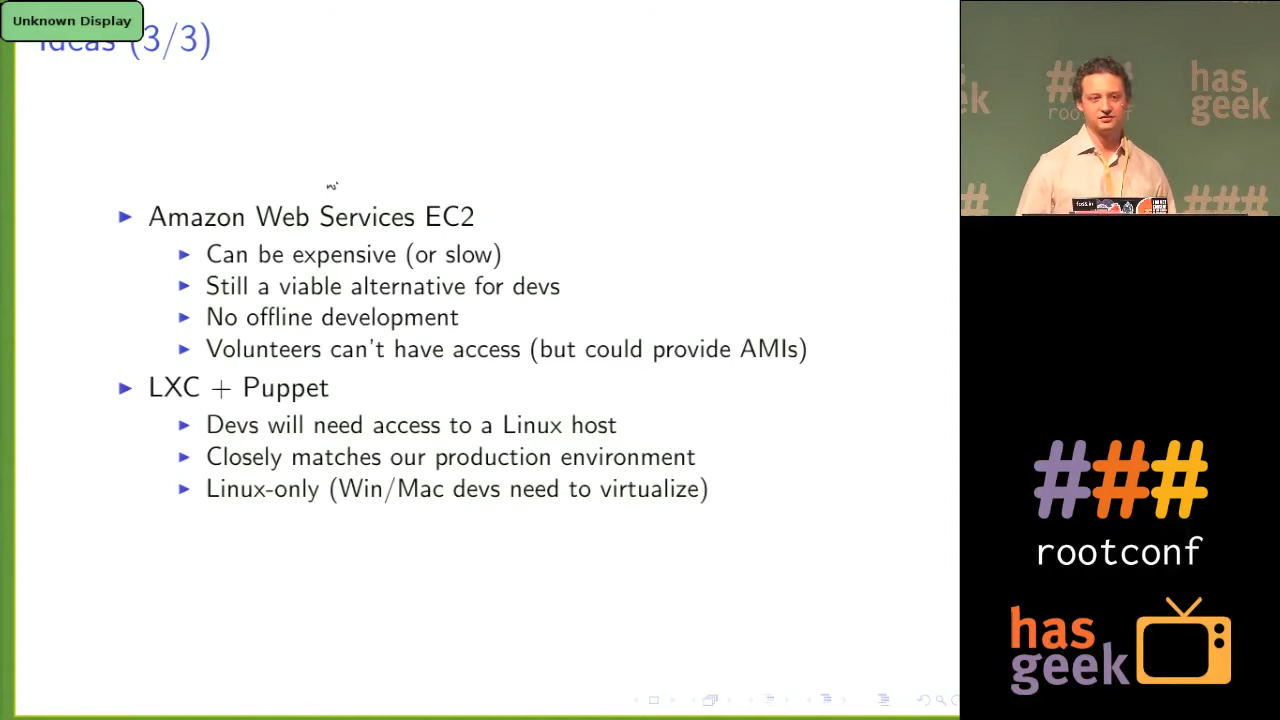 Unknown Display
Ideas (3/3)
Amazon Web Services EC2
Can be expensive (or slow)
Still a viable alternative for devs
No offline development
Volunteers can't have access (but could provide AMIs)
LXC + Puppet
Devs will need access to a Linux host
Closely matches our production environment
Linux-only (Win/Mac devs need to virtualize)
###
has
geek
geek
###
rootconf
has
geek